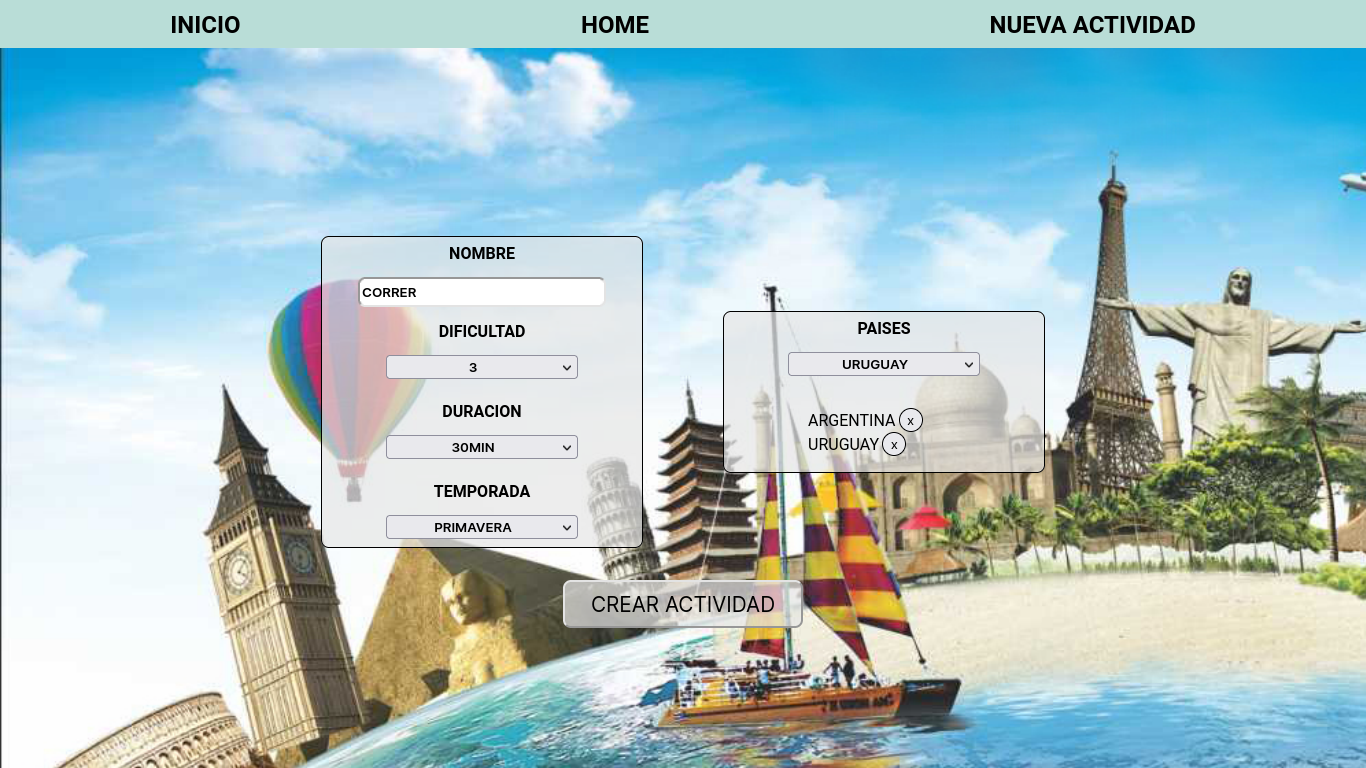 INICIO HOME NUEVA ACTIVIDAD
NOMBRE
CORRER
DIFICULTAD
3
DURACION
30MIN
TEMPORADA
PRIMAVERA
PAISES
URUGUAY
ARGENTINA x
URUGUAY x
CREAR ACTIVIDAD